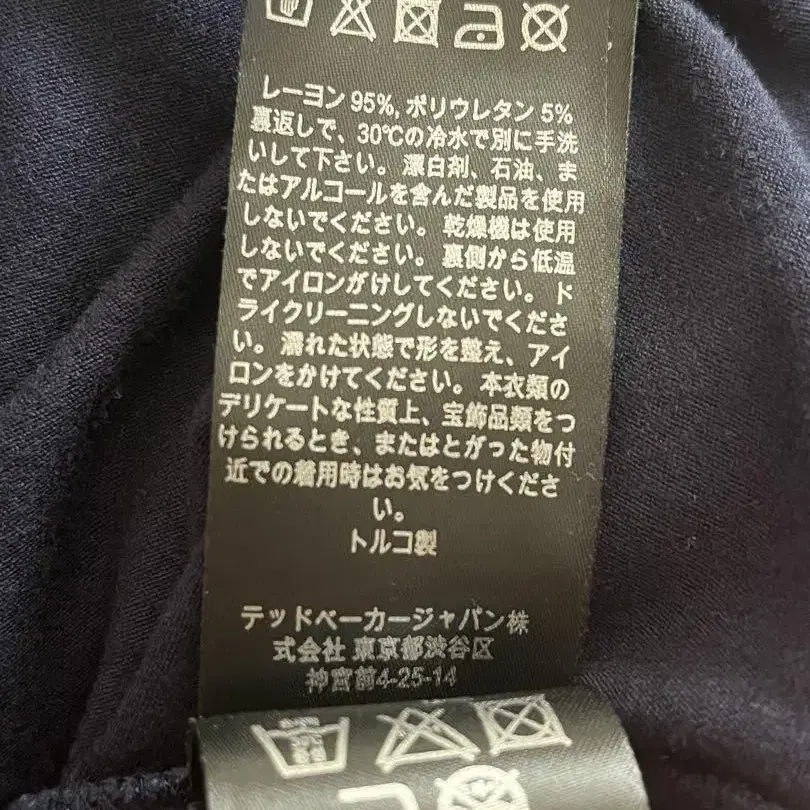 レーヨン 95%, ポリウレタン 5%
裏返しで、30℃の冷水で別に手洗
いして下さい。漂白剤、石油、ま
たはアルコールを含んだ製品を使用
しないでください。乾燥機は使用
しないでください。裏側から低温
でアイロンがけしてください。ド
ライクリーニングしないでくださ
い。濡れた状態で形を整え、アイ
ロンをかけてください。本衣類の
デリケートな性質上、宝飾品類をつ
けられるとき、またはとがった物付
近での着用時はお気をつけくださ
い。
トルコ製
テッドベーカージャパン株
式会社 東京都渋谷区
神宮前4-25-14